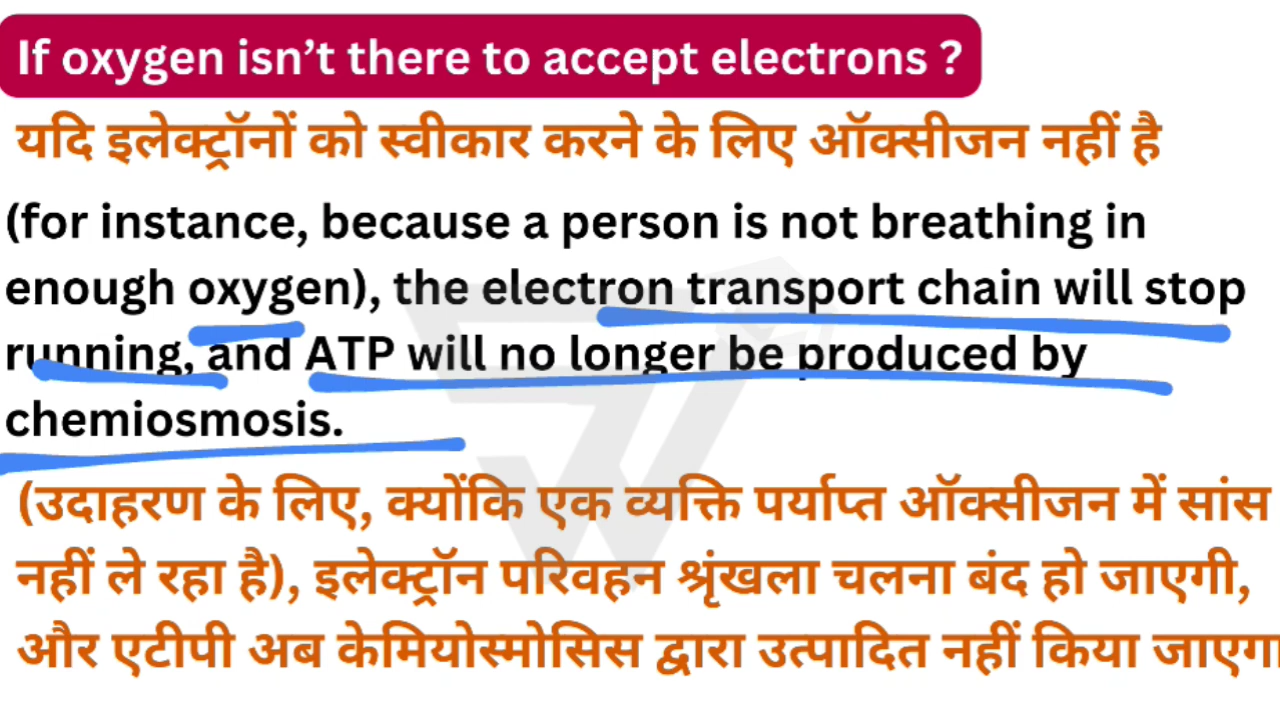 If oxygen isn’t there to accept electrons ?
यदि इलेक्ट्रॉनों को स्वीकार करने के लिए ऑक्सीजन नहीं है
(for instance, because a person is not breathing in
enough oxygen), the electron transport chain will stop
running, and ATP will no longer be produced by
chemiosmosis.
(उदाहरण के लिए, क्योंकि एक व्यक्ति पर्याप्त ऑक्सीजन में सांस
नहीं ले रहा है), इलेक्ट्रॉन परिवहन श्रृंखला चलना बंद हो जाएगी,
और एटीपी अब केमियोस्मोसिस द्वारा उत्पादित नहीं किया जाएगा